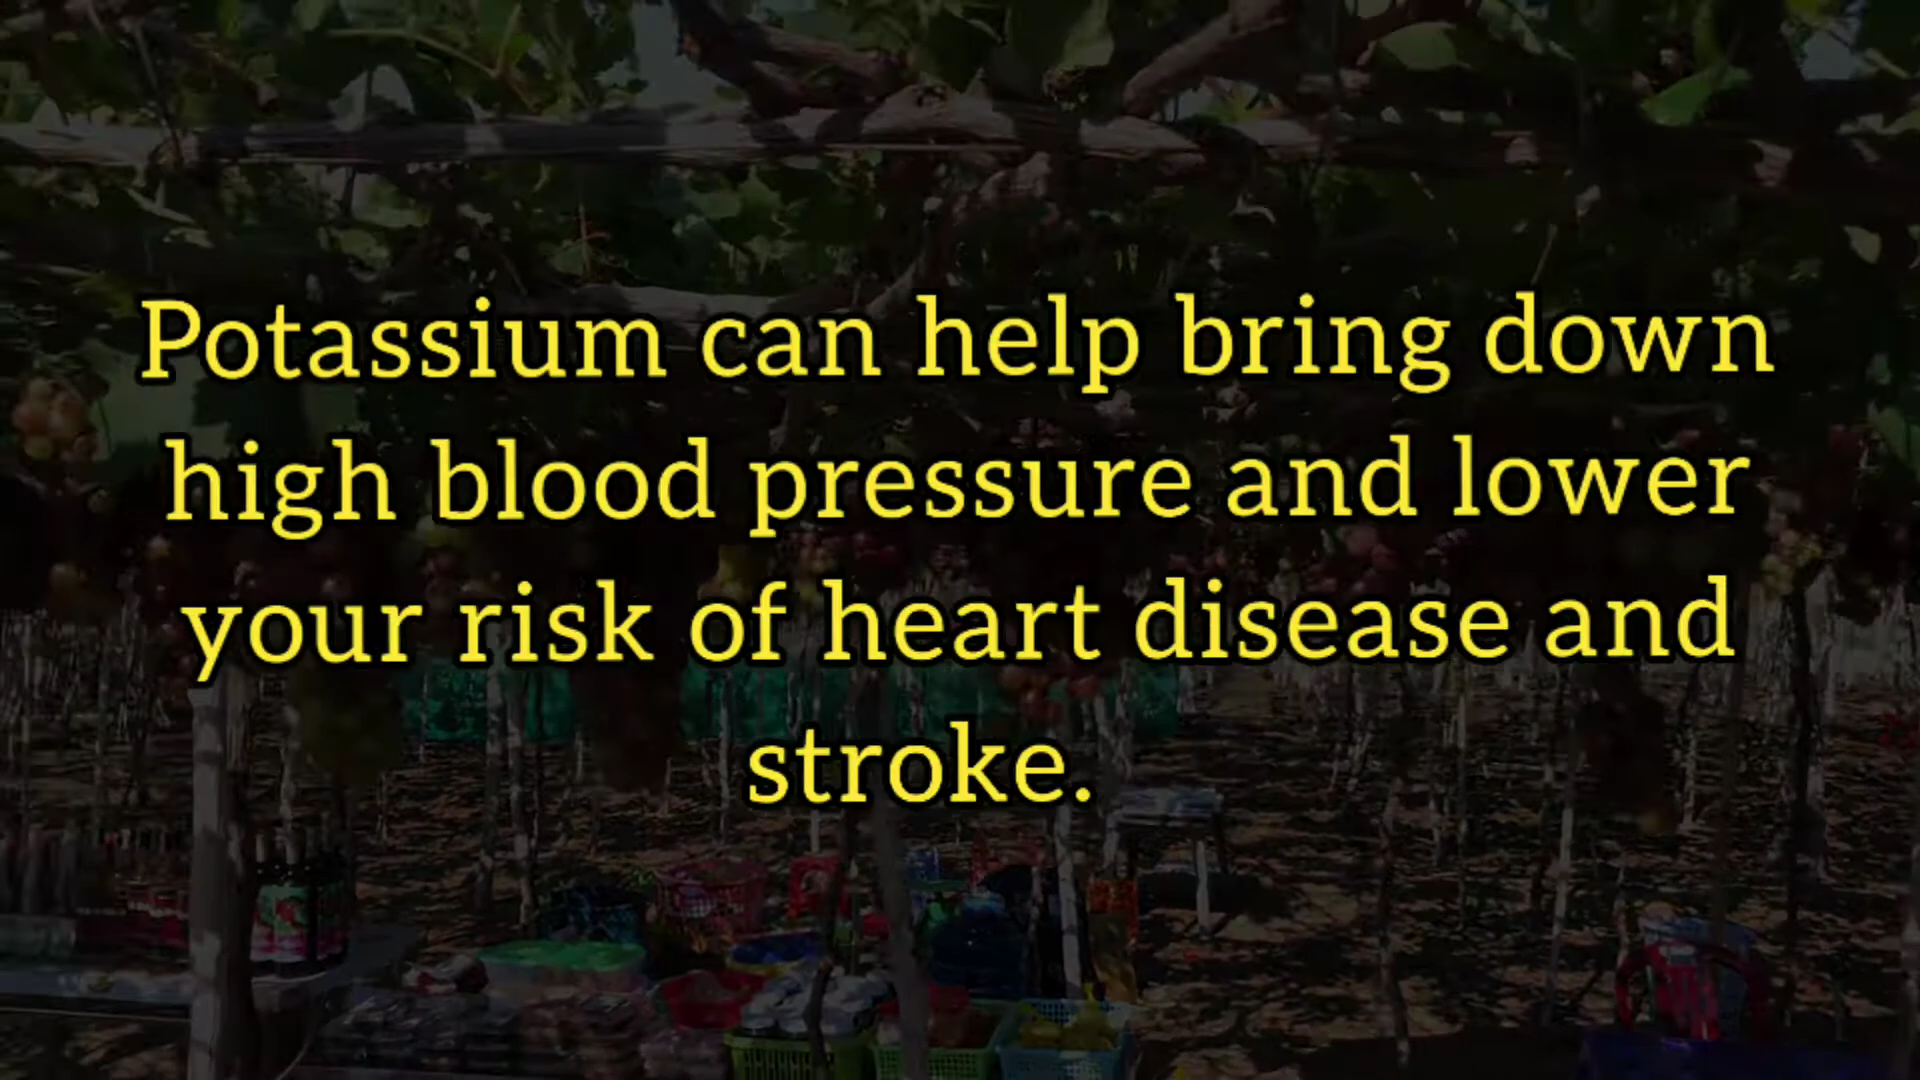 Potassium can help bring down
high blood pressure and lower
your risk of heart disease and
stroke.